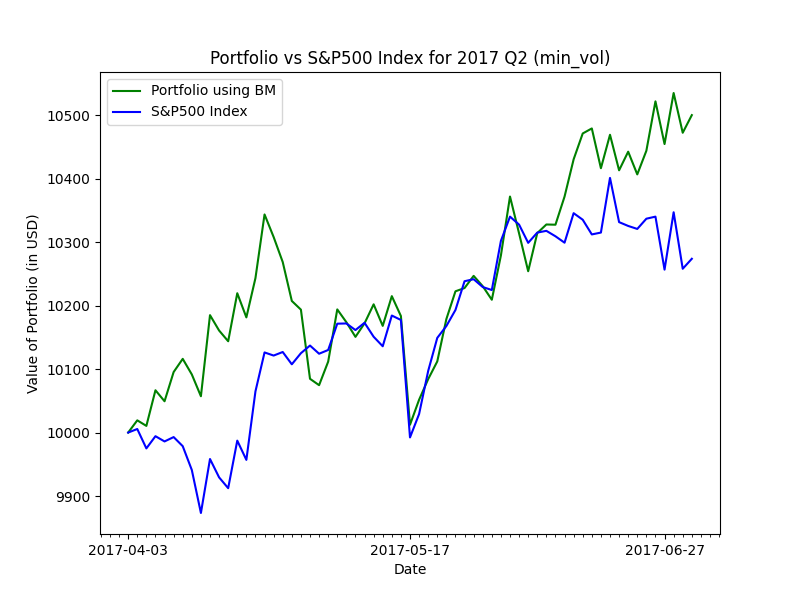 Portfolio vs S&P500 Index for 2017 Q2 (min_vol)
Portfolio using BM
S&P500 Index
10500
10400
10300
10200
10100
10000
9900
Value of Portfolio (in USD)
2017-04-03
2017-05-17
2017-06-27
Date